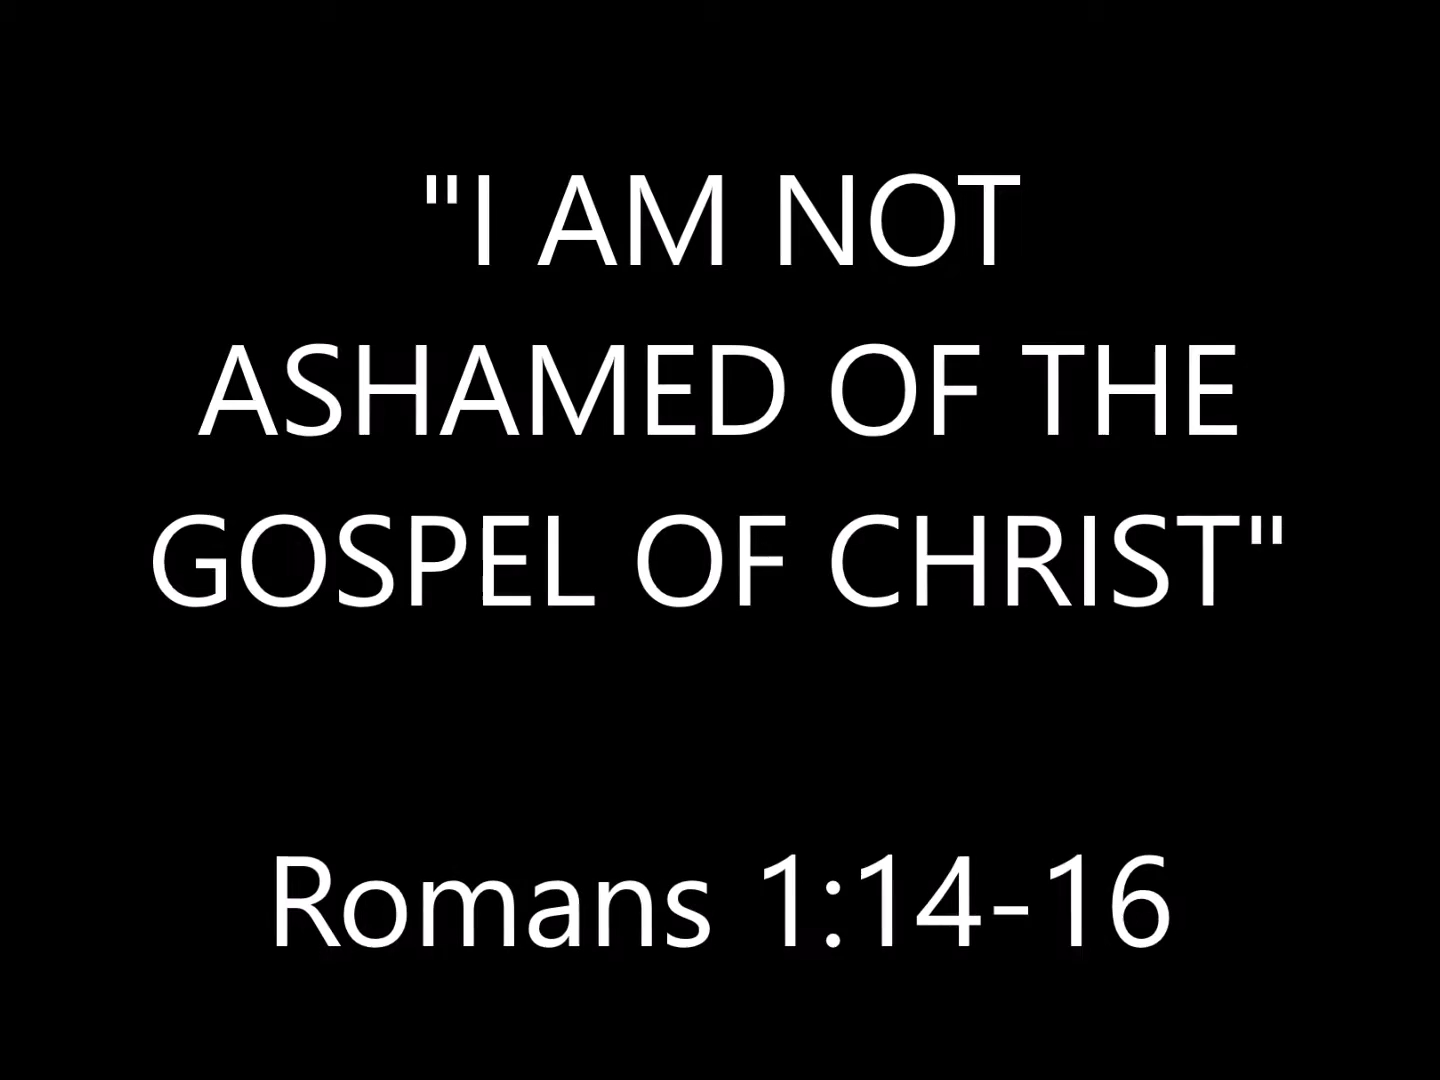 "I AM NOT
ASHAMED OF THE
GOSPEL OF CHRIST"
Romans 1:14-16